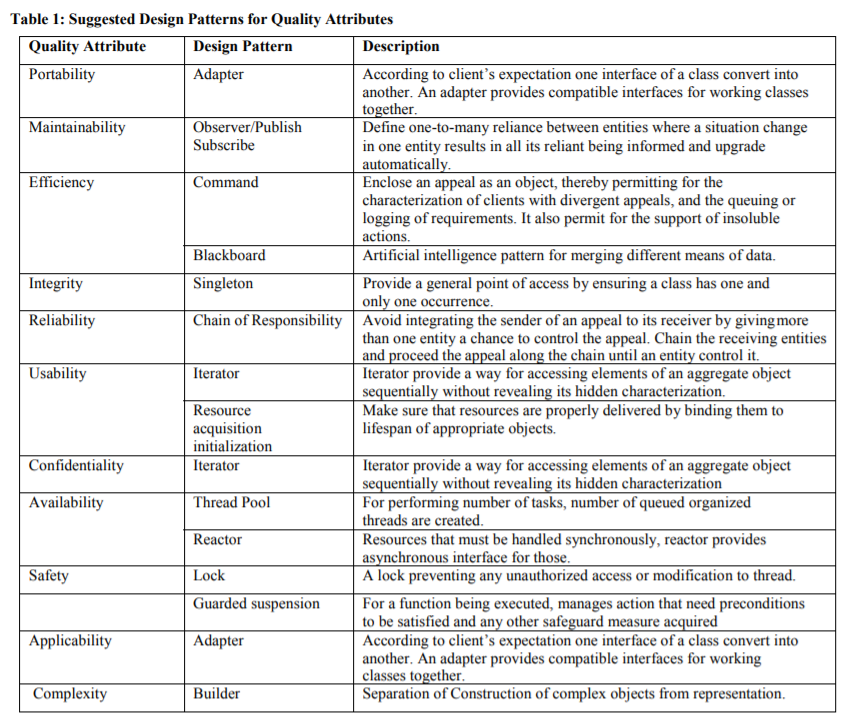 Table 1: Suggested Design Patterns for Quality Attributes
Quality Attribute Design Pattern Description
Portability Adapter According to client's expectation one interface of a class convert into
another. An adapter provides compatible interfaces for working classes
together.
Maintainability Observer/Publish Define one-to-many reliance between entities where a situation change
Subscribe in one entity results in all its reliant being informed and upgrade
automatically.
Efficiency Command Enclose an appeal as an object, thereby permitting for the
characterization of clients with divergent appeals, and the queuing or
logging of requirements. It also permit for the support of insoluble
actions.
Blackboard Artificial intelligence pattern for merging different means of data.
Integrity Singleton Provide a general point of access by ensuring a class has one and
only one occurrence.
Reliability Chain of Responsibility Avoid integrating the sender of an appeal to its receiver by giving more
than one entity a chance to control the appeal. Chain the receiving entities
and proceed the appeal along the chain until an entity control it.
Usability Iterator Iterator provide a way for accessing elements of an aggregate object
sequentially without revealing its hidden characterization.
Resource Make sure that resources are properly delivered by binding them to
acquisition lifespan of appropriate objects.
initialization
Confidentiality Iterator Iterator provide a way for accessing elements of an aggregate object
sequentially without revealing its hidden characterization
Availability Thread Pool For performing number of tasks, number of queued organized
threads are created.
Reactor Resources that must be handled synchronously, reactor provides
asynchronous interface for those.
Safety Lock A lock preventing any unauthorized access or modification to thread.
Guarded suspension For a function being executed, manages action that need preconditions
to be satisfied and any other safeguard measure acquired
Applicability Adapter According to client's expectation one interface of a class convert into
another. An adapter provides compatible interfaces for working
classes together.
Complexity Builder Separation of Construction of complex objects from representation.